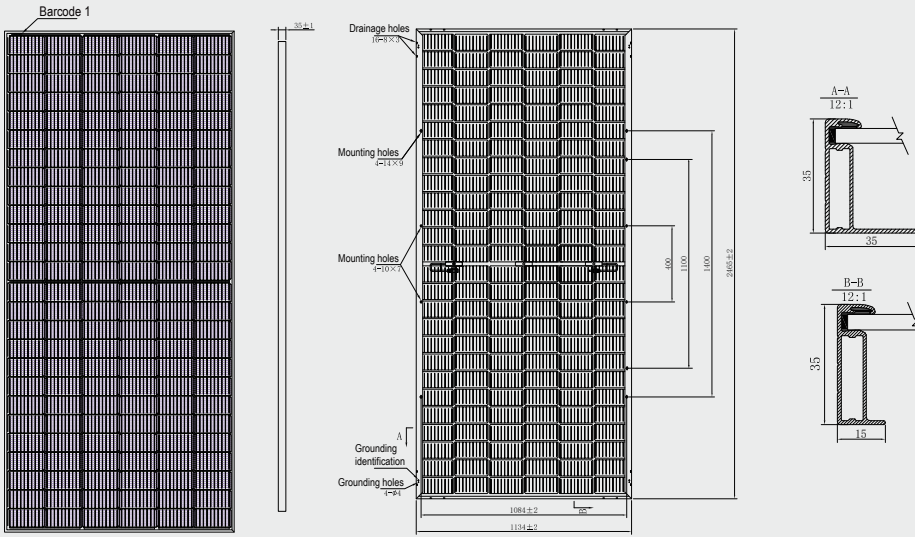 Barcode 1
35±1
Drainage holes
16-8×3
Mounting holes
4-14×9
Mounting holes
4-10×7
400
1100
1400
2465±2
A
Grounding
identification
Grounding holes
4-ø4
B
1084±2
1134±2
A-A
12:1
35
35
B-B
12:1
35
15